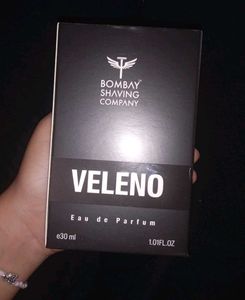 BOMBAY
SHAVING
COMPANY
VELENO
Eau de Parfum
e30 ml 1.01FL.OZ